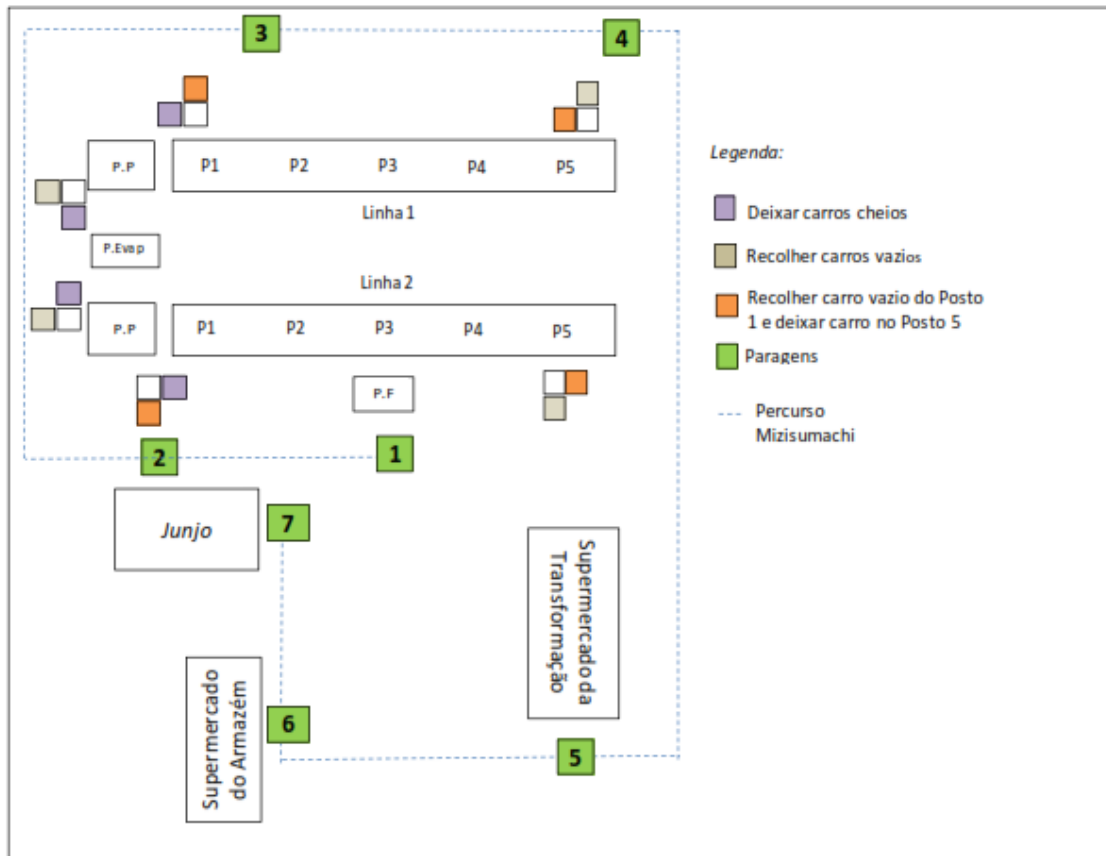 3
4
P.P
P1 P2 P3 P4 P5
Linha 1
P.Evap
Linha 2
P.P
P1 P2 P3 P4 P5
P.F
2
1
Junjo
7
Supermercado da
Transformação
Supermercado
do Armazém
6
5
Legenda:
Deixar carros cheios
Recolher carros vazios
Recolher carro vazio do Posto
1 e deixar carro no Posto 5
Paragens
Percurso
Mizisumachi